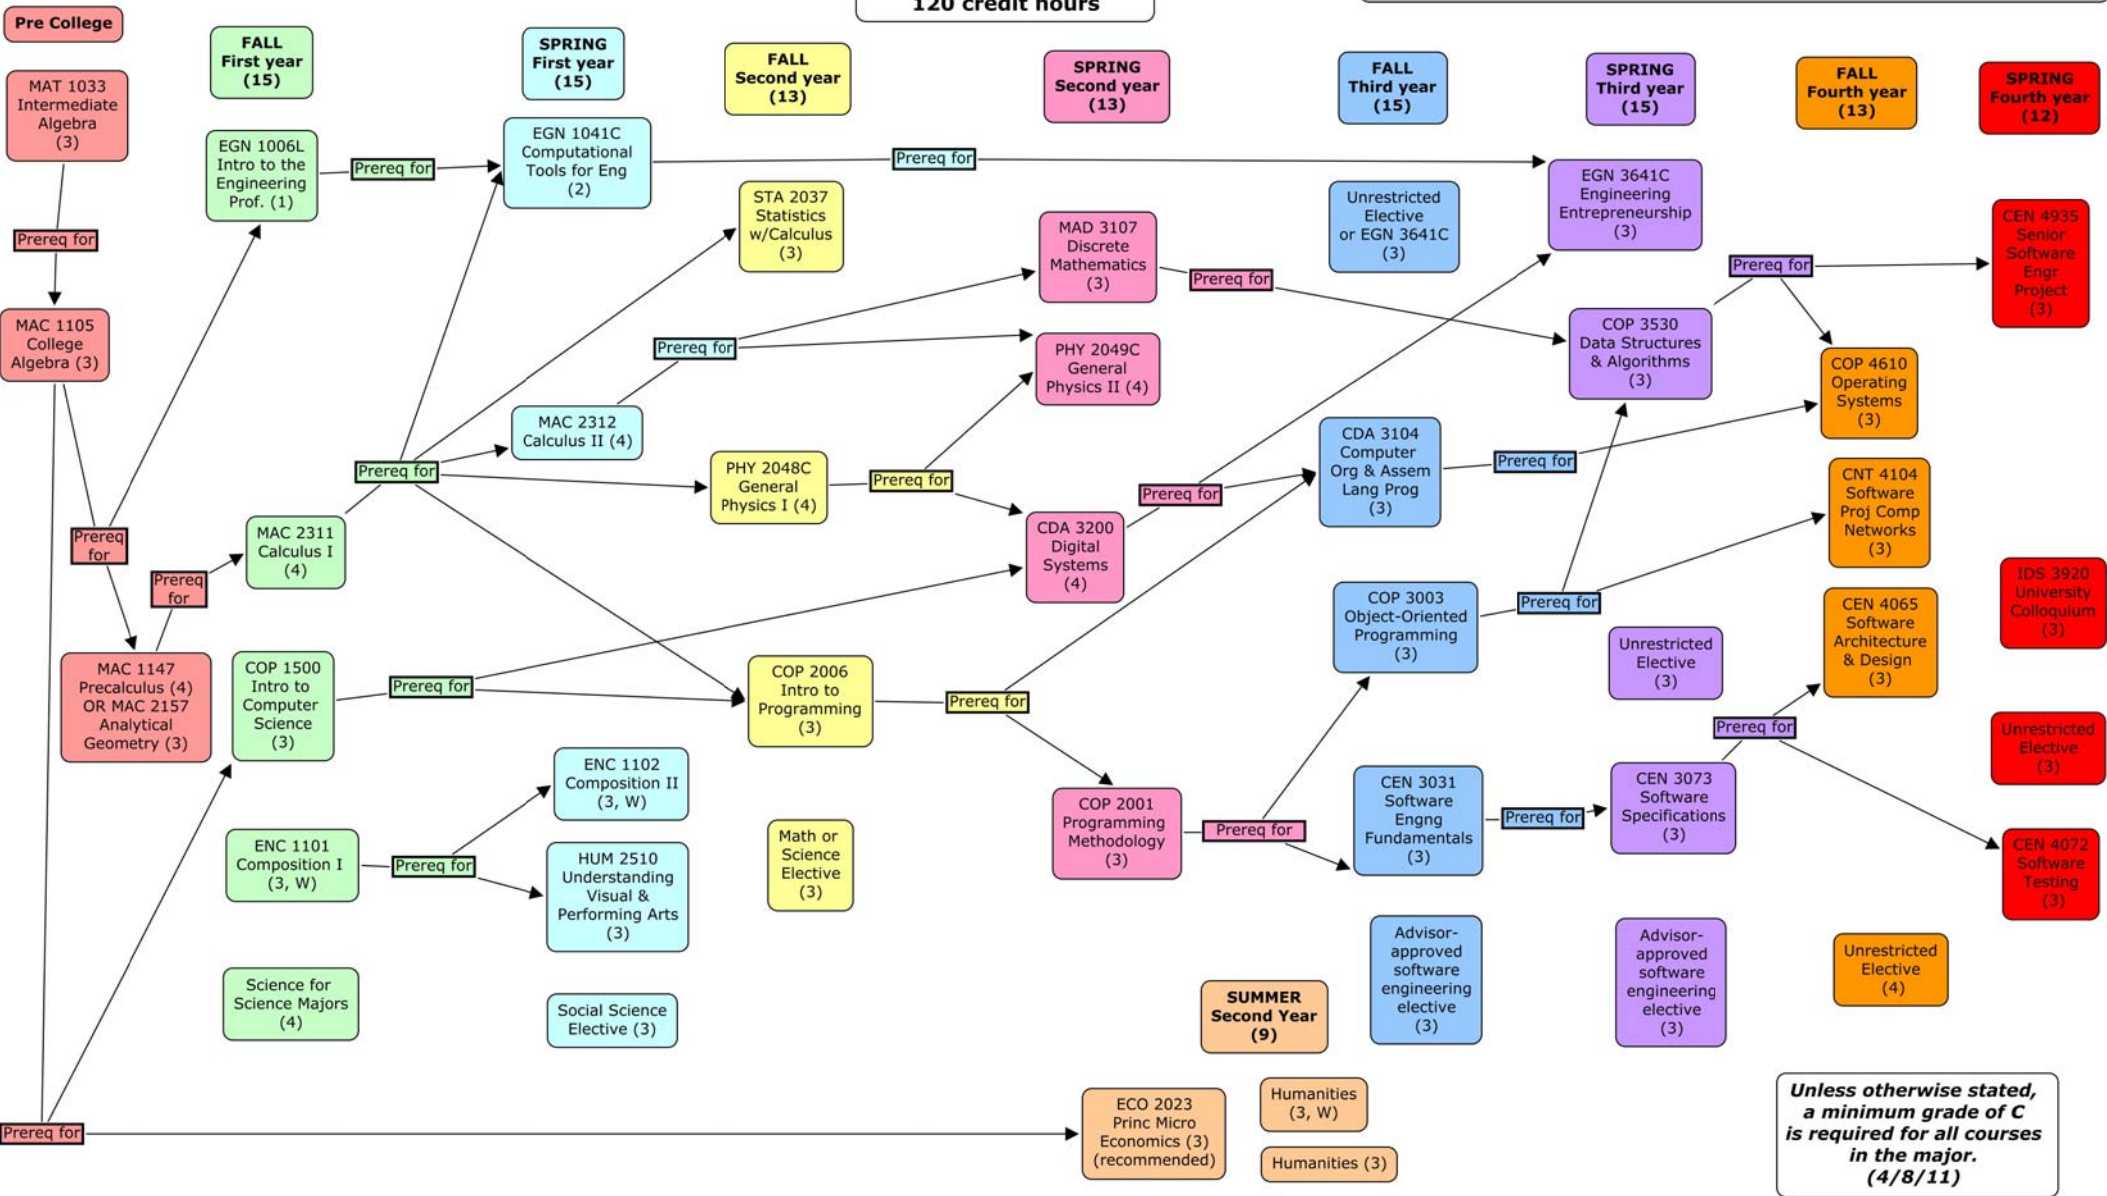 120 credit hours
Pre College
MAT 1033
Intermediate
Algebra
(3)
Prereq for
MAC 1105
College
Algebra (3)
Prereq
for
Prereq
for
MAC 1147
Precalculus (4)
OR MAC 2157
Analytical
Geometry (3)
Prereq for
FALL
First year
(15)
EGN 1006L
Intro to the
Engineering
Prof. (1)
Prereq for
MAC 2311
Calculus I
(4)
Prereq for
COP 1500
Intro to
Computer
Science
(3)
Prereq for
ENC 1101
Composition I
(3, W)
Prereq for
Science for
Science Majors
(4)
SPRING
First year
(15)
EGN 1041C
Computational
Tools for Eng
(2)
Prereq for
MAC 2312
Calculus II (4)
Prereq for
ENC 1102
Composition II
(3, W)
HUM 2510
Understanding
Visual &
Performing Arts
(3)
Social Science
Elective (3)
FALL
Second year
(13)
STA 2037
Statistics
w/Calculus
(3)
PHY 2048C
General
Physics I (4)
Prereq for
COP 2006
Intro to
Programming
(3)
Prereq for
Math or
Science
Elective
(3)
SPRING
Second year
(13)
MAD 3107
Discrete
Mathematics
(3)
Prereq for
PHY 2049C
General
Physics II (4)
CDA 3200
Digital
Systems
(4)
Prereq for
COP 2001
Programming
Methodology
(3)
Prereq for
SUMMER
Second Year
(9)
ECO 2023
Princ Micro
Economics (3)
(recommended)
Humanities
(3, W)
Humanities (3)
FALL
Third year
(15)
Unrestricted
Elective
or EGN 3641C
(3)
CDA 3104
Computer
Org & Assem
Lang Prog
(3)
Prereq for
COP 3003
Object-Oriented
Programming
(3)
Prereq for
CEN 3031
Software
Engng
Fundamentals
(3)
Prereq for
Advisor-
approved
software
engineering
elective
(3)
SPRING
Third year
(15)
EGN 3641C
Engineering
Entrepreneurship
(3)
COP 3530
Data Structures
& Algorithms
(3)
Prereq for
Unrestricted
Elective
(3)
CEN 3073
Software
Specifications
(3)
Prereq for
Advisor-
approved
software
engineering
elective
(3)
FALL
Fourth year
(13)
COP 4610
Operating
Systems
(3)
CNT 4104
Software
Proj Comp
Networks
(3)
CEN 4065
Software
Architecture
& Design
(3)
Unrestricted
Elective
(4)
SPRING
Fourth year
(12)
CEN 4935
Senior
Software
Engr
Project
(3)
IDS 3920
University
Colloquium
(3)
Unrestricted
Elective
(3)
CEN 4072
Software
Testing
(3)
Unless otherwise stated,
a minimum grade of C
is required for all courses
in the major.
(4/8/11)